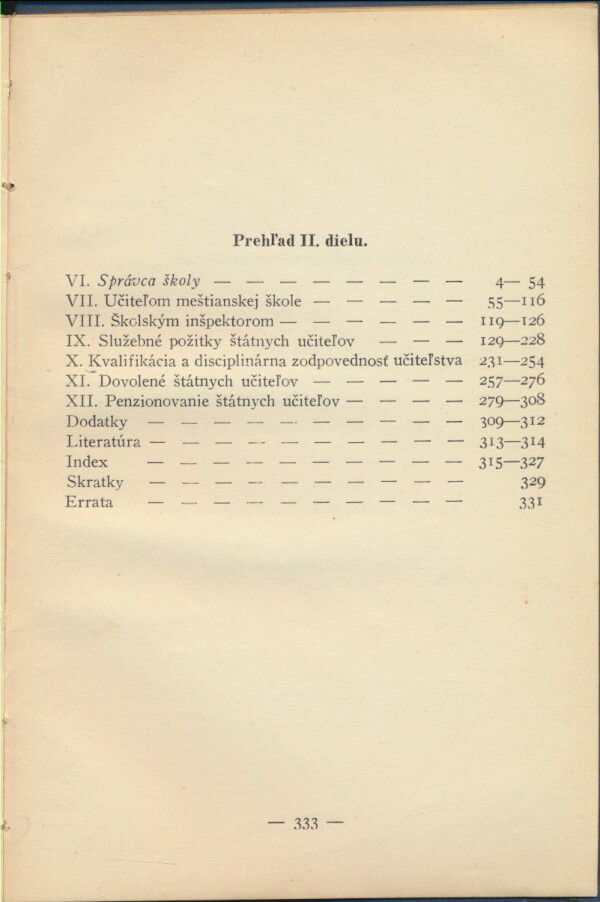 Prehľad II. dielu.
VI. Správca školy — — — — — — — — 4— 54
VII. Učiteľom meštianskej škole — — — — — 55—116
VIII. Školským inšpektorom — — — — — — 119—126
IX. Služebné požitky štátnych učiteľov — — — 129—228
X. Kvalifikácia a disciplinárna zodpovednosť učiteľstva 231—254
XI. Dovolené štátnych učiteľov — — — — — 257—276
XII. Penzionovanie štátnych učiteľov — — — — 279—308
Dodatky — — — — — — — — — — 309—312
Literatúra — — — — — — — — — — 313—314
Index — — — — — — — — — — 315—327
Skratky — — — — — — — — — — 329
Errata — — — — — — — — — — 331
— 333 —